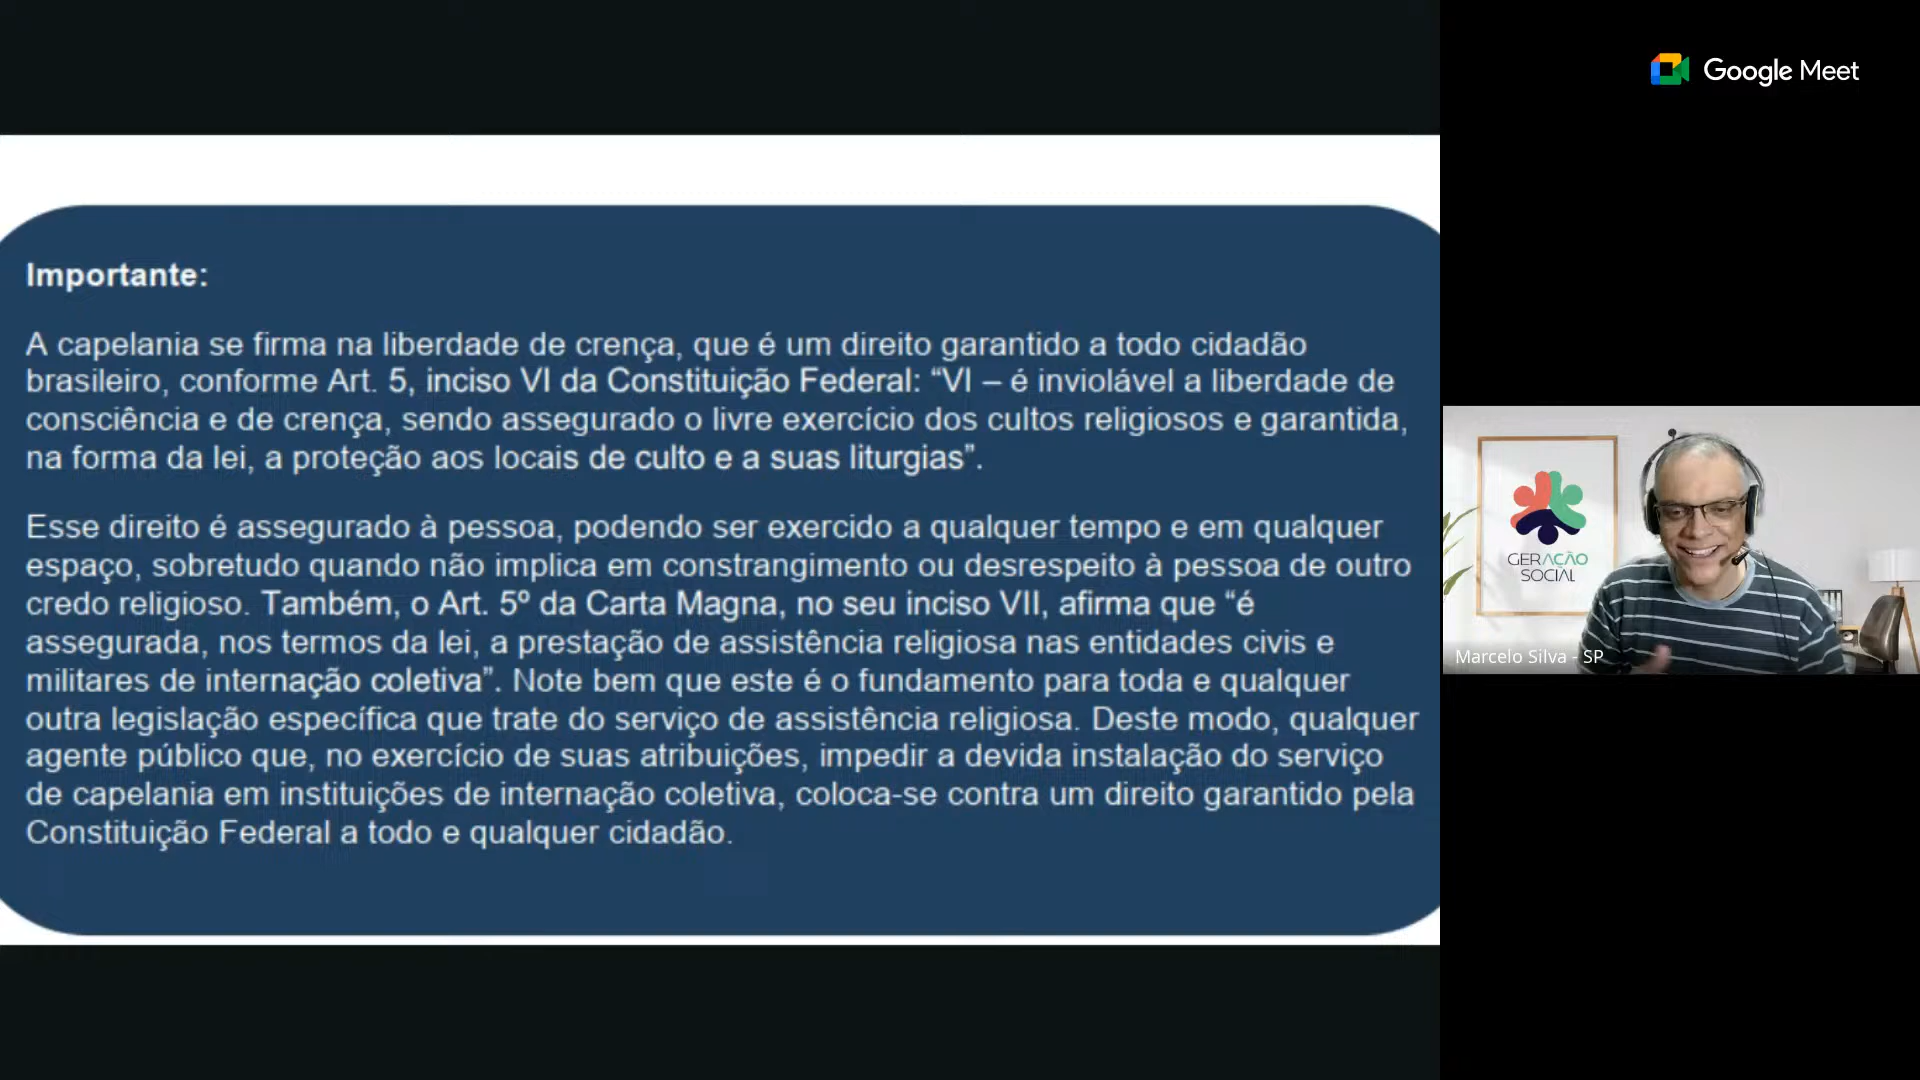 Google Meet
Importante:
A capelania se firma na liberdade de crença, que é um direito garantido a todo cidadão
brasileiro, conforme Art. 5, inciso VI da Constituição Federal: “VI – é inviolável a liberdade de
consciência e de crença, sendo assegurado o livre exercício dos cultos religiosos e garantida,
na forma da lei, a proteção aos locais de culto e a suas liturgias”.
Esse direito é assegurado à pessoa, podendo ser exercido a qualquer tempo e em qualquer
espaço, sobretudo quando não implica em constrangimento ou desrespeito à pessoa de outro
credo religioso. Também, o Art. 5º da Carta Magna, no seu inciso VII, afirma que “é
assegurada, nos termos da lei, a prestação de assistência religiosa nas entidades civis e
militares de internação coletiva”. Note bem que este é o fundamento para toda e qualquer
outra legislação específica que trate do serviço de assistência religiosa. Deste modo, qualquer
agente público que, no exercício de suas atribuições, impedir a devida instalação do serviço
de capelania em instituições de internação coletiva, coloca-se contra um direito garantido pela
Constituição Federal a todo e qualquer cidadão.
GERAÇÃO
SOCIAL
Marcelo Silva - SP